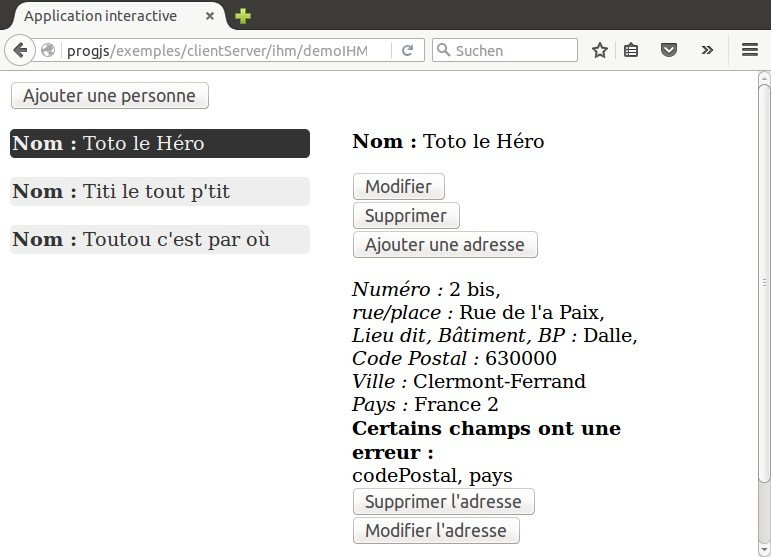 Application interactive
progjs/exemples/clientServer/ihm/demoIHM
Suchen
Ajouter une personne
Nom : Toto le Héro
Nom : Titi le tout p'tit
Nom : Toutou c'est par où
Nom : Toto le Héro
Modifier
Supprimer
Ajouter une adresse
Numéro : 2 bis,
rue/place : Rue de l'a Paix,
Lieu dit, Bâtiment, BP : Dalle,
Code Postal : 630000
Ville : Clermont-Ferrand
Pays : France 2
Certains champs ont une
erreur :
codePostal, pays
Supprimer l'adresse
Modifier l'adresse